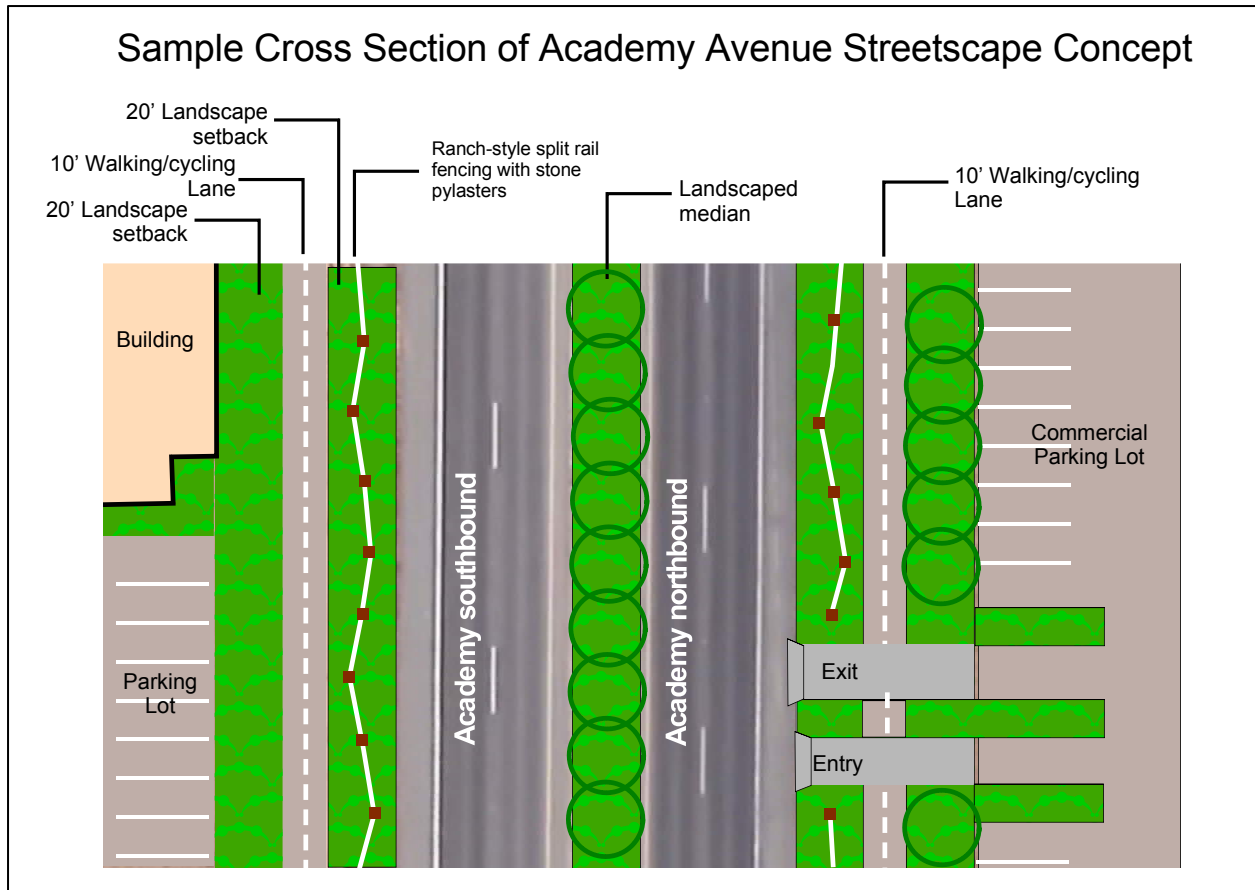 Sample Cross Section of Academy Avenue Streetscape Concept
20’ Landscape
setback
10’ Walking/cycling
Lane
20’ Landscape
setback
Ranch-style split rail
fencing with stone
pylasters
Landscaped
median
10’ Walking/cycling
Lane
Building
Parking
Lot
Academy southbound
Academy northbound
Commercial
Parking Lot
Exit
Entry